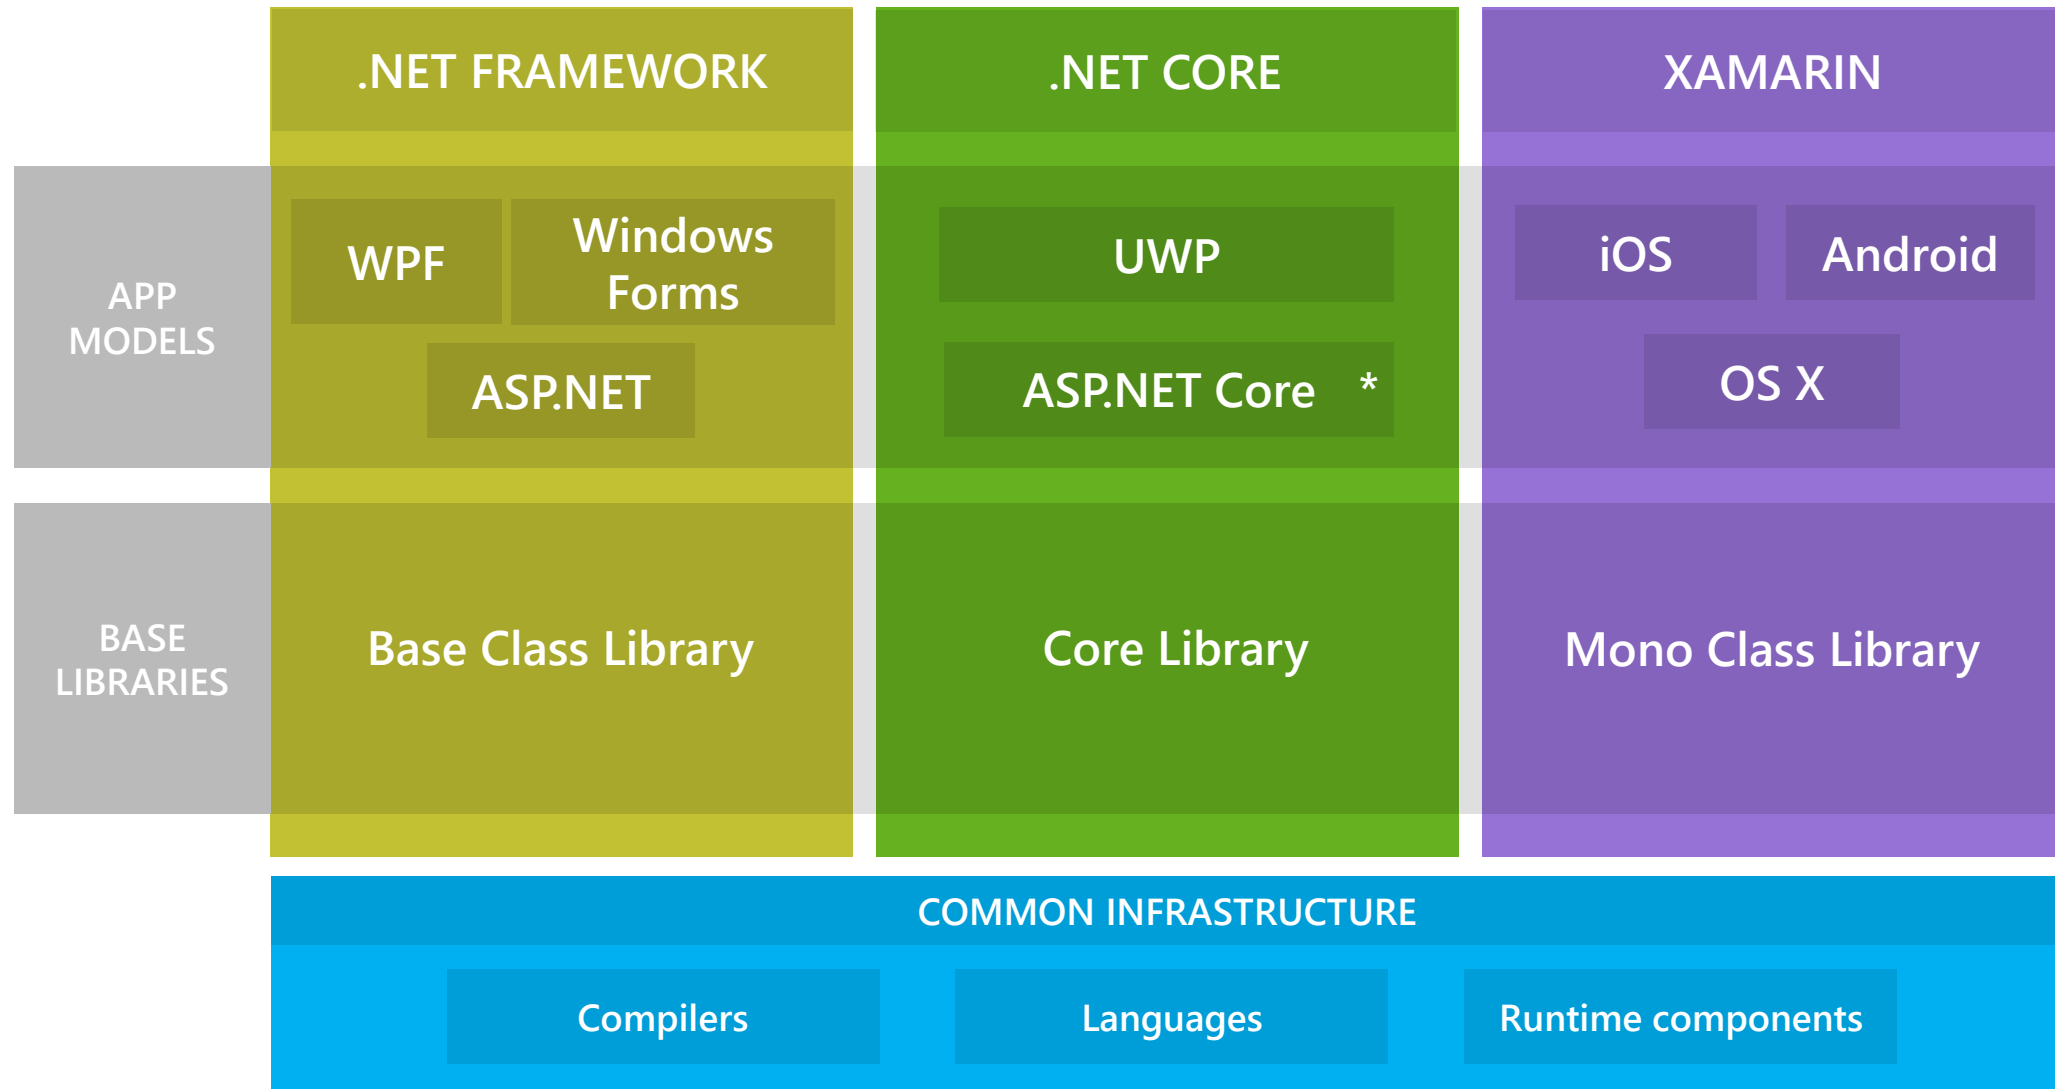 .NET FRAMEWORK
.NET CORE
XAMARIN
APP
MODELS
WPF
Windows
Forms
ASP.NET
UWP
ASP.NET Core *
iOS
Android
OS X
BASE
LIBRARIES
Base Class Library
Core Library
Mono Class Library
COMMON INFRASTRUCTURE
Compilers
Languages
Runtime components